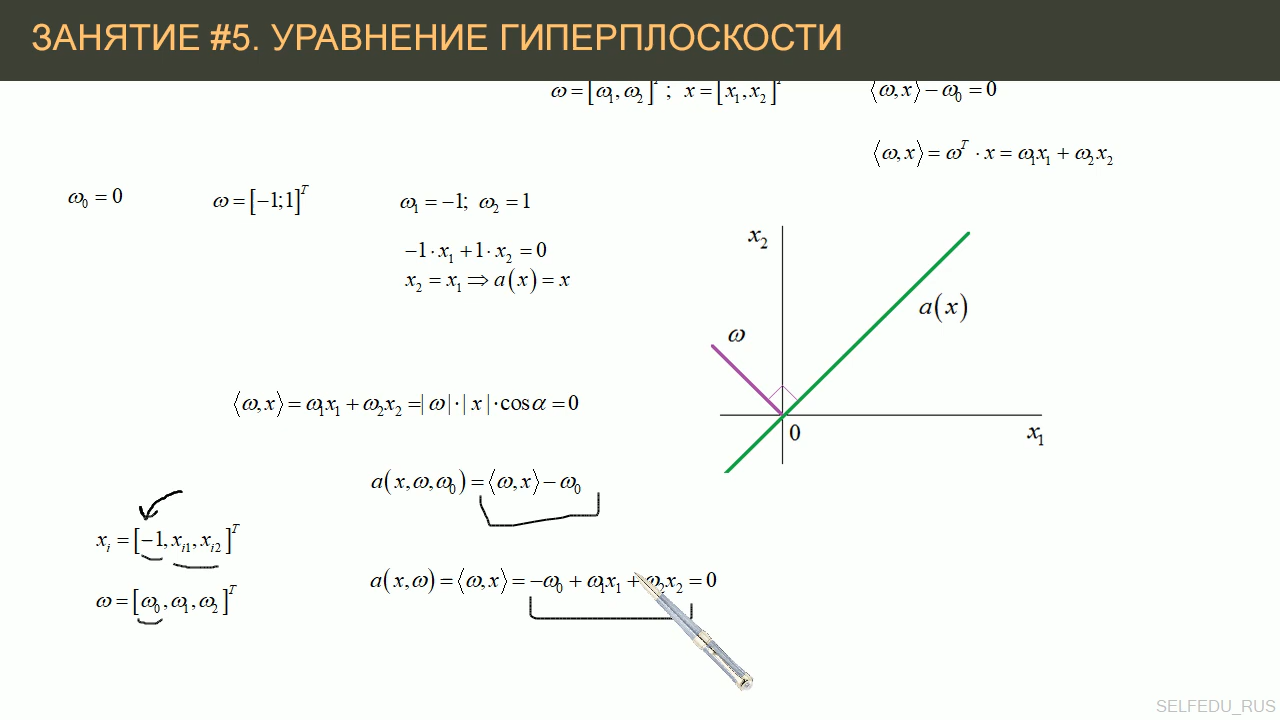 ЗАНЯТИЕ #5. УРАВНЕНИЕ ГИПЕРПЛОСКОСТИ
ω = [ω₁, ω₂]ᵀ ; x = [x₁, x₂]ᵀ
⟨ω, x⟩ − ω₀ = 0
⟨ω, x⟩ = ωᵀ · x = ω₁x₁ + ω₂x₂
ω₀ = 0
ω = [−1;1]ᵀ
ω₁ = −1; ω₂ = 1
−1·x₁ + 1·x₂ = 0
x₂ = x₁ ⇒ a(x) = x
x₂
a(x)
ω
0
x₁
⟨ω, x⟩ = ω₁x₁ + ω₂x₂ = |ω|·|x|·cosα = 0
a(x, ω, ω₀) = ⟨ω, x⟩ − ω₀
xᵢ = [−1, xᵢ₁, xᵢ₂]ᵀ
ω = [ω₀, ω₁, ω₂]ᵀ
a(x, ω) = ⟨ω, x⟩ = −ω₀ + ω₁x₁ + ω₂x₂ = 0
SELFEDU_RUS